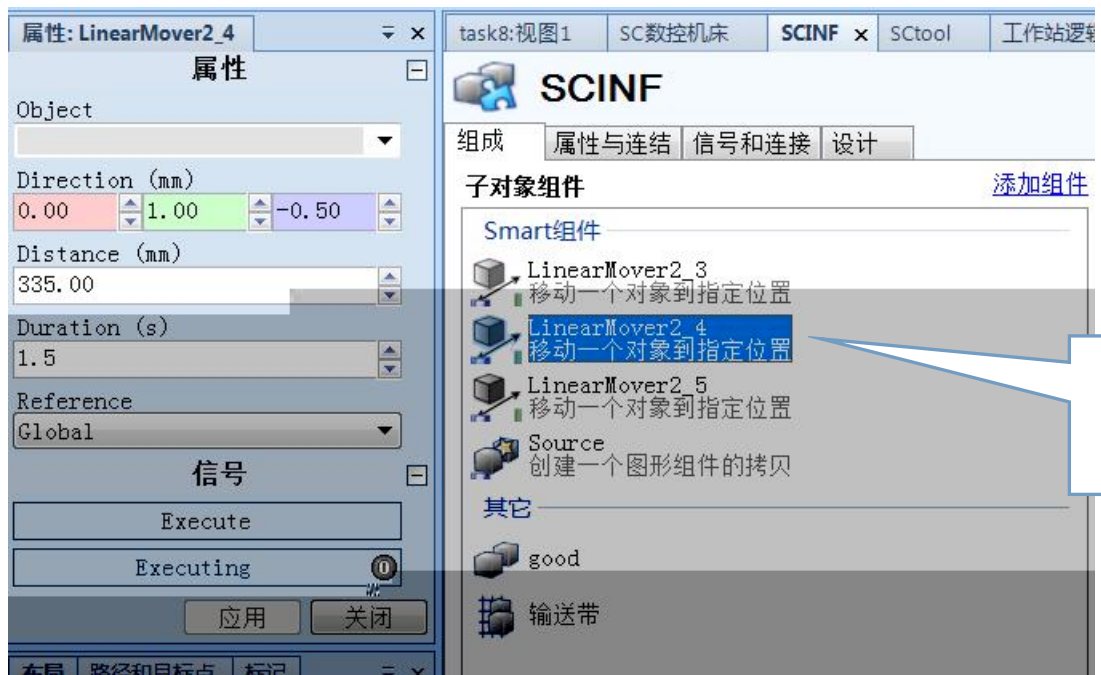 属性: LinearMover2_4
属性
Object
Direction (mm)
0.00 1.00 -0.50
Distance (mm)
335.00
Duration (s)
1.5
Reference
Global
信号
Execute
Executing
应用 关闭
布局 路径和目标点 标记
task8:视图1 SC数控机床 SCINF SCtool 工作站逻辑
SCINF
组成 属性与连结 信号和连接 设计
子对象组件 添加组件
Smart组件
LinearMover2_3
移动一个对象到指定位置
LinearMover2_4
移动一个对象到指定位置
LinearMover2_5
移动一个对象到指定位置
Source
创建一个图形组件的拷贝
其它
good
输送带